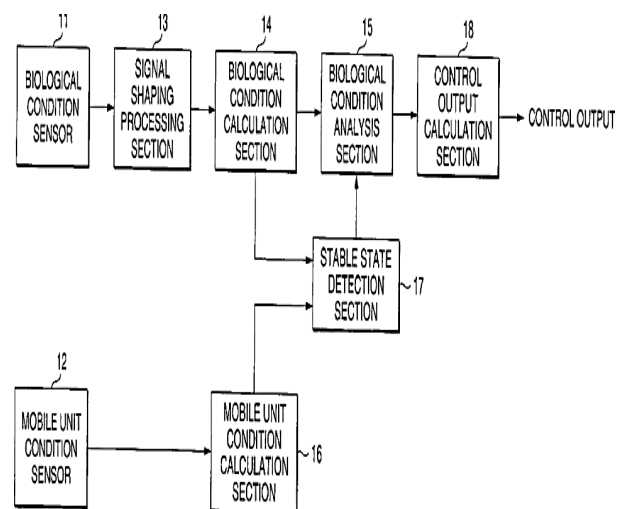 11
BIOLOGICAL
CONDITION
SENSOR
13
SIGNAL
SHAPING
PROCESSING
SECTION
14
BIOLOGICAL
CONDITION
CALCULATION
SECTION
15
BIOLOGICAL
CONDITION
ANALYSIS
SECTION
18
CONTROL
OUTPUT
CALCULATION
SECTION
CONTROL OUTPUT
STABLE STATE
DETECTION
SECTION
17
12
MOBILE UNIT
CONDITION
SENSOR
MOBILE UNIT
CONDITION
CALCULATION
SECTION
16